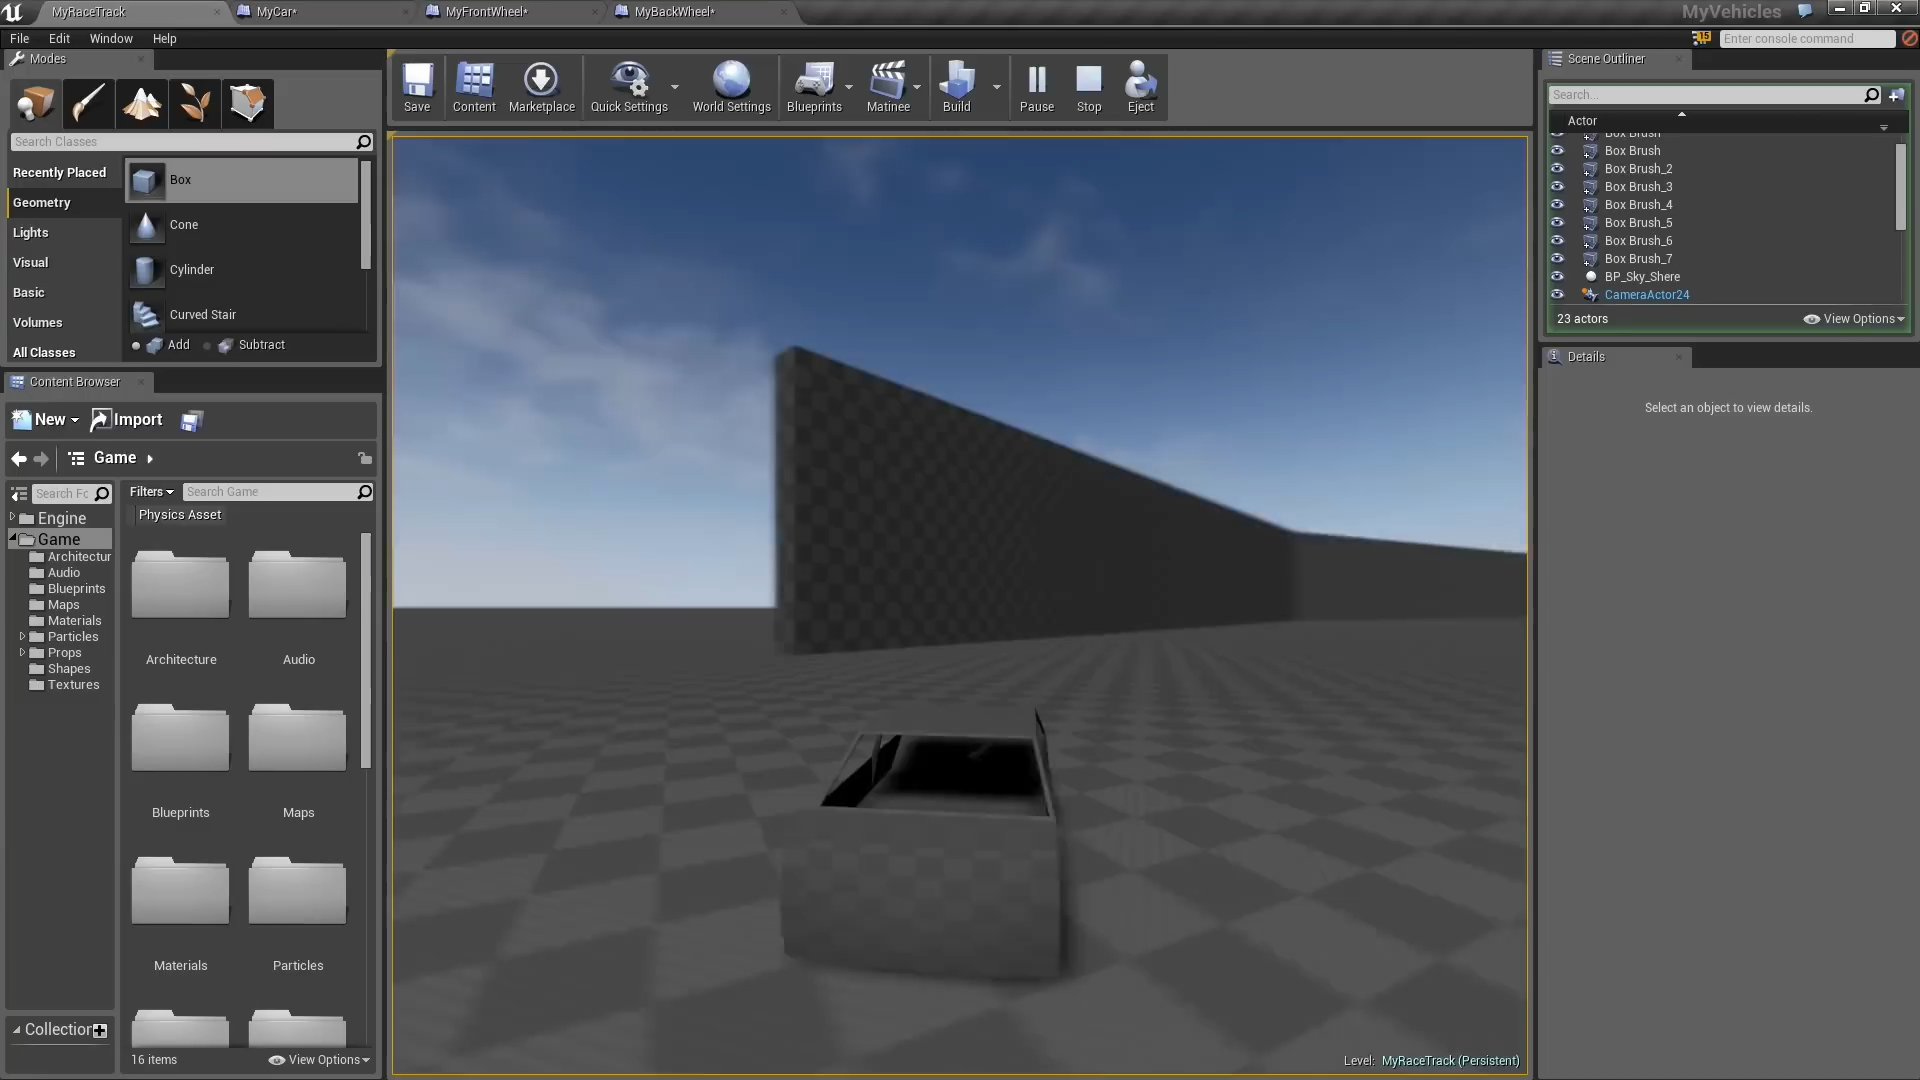 MyRaceTrack
MyCar*
MyFrontWheel*
MyBackWheel*
MyVehicles
File
Edit
Window
Help
15
Enter console command
Modes
Search Classes
Recently Placed
Geometry
Lights
Visual
Basic
Volumes
All Classes
Box
Cone
Cylinder
Curved Stair
Add
Subtract
Save
Content
Marketplace
Quick Settings
World Settings
Blueprints
Matinee
Build
Pause
Stop
Eject
Scene Outliner
Search...
Actor
Box Brush
Box Brush
Box Brush_2
Box Brush_3
Box Brush_4
Box Brush_5
Box Brush_6
Box Brush_7
BP_Sky_Shere
CameraActor24
23 actors
View Options
Details
Select an object to view details.
Content Browser
New
Import
Game
Search Fc
Engine
Game
Architectur
Audio
Blueprints
Maps
Materials
Particles
Props
Shapes
Textures
Collection
Filters
Search Game
Physics Asset
Architecture
Audio
Blueprints
Maps
Materials
Particles
16 items
View Options
Level: MyRaceTrack (Persistent)